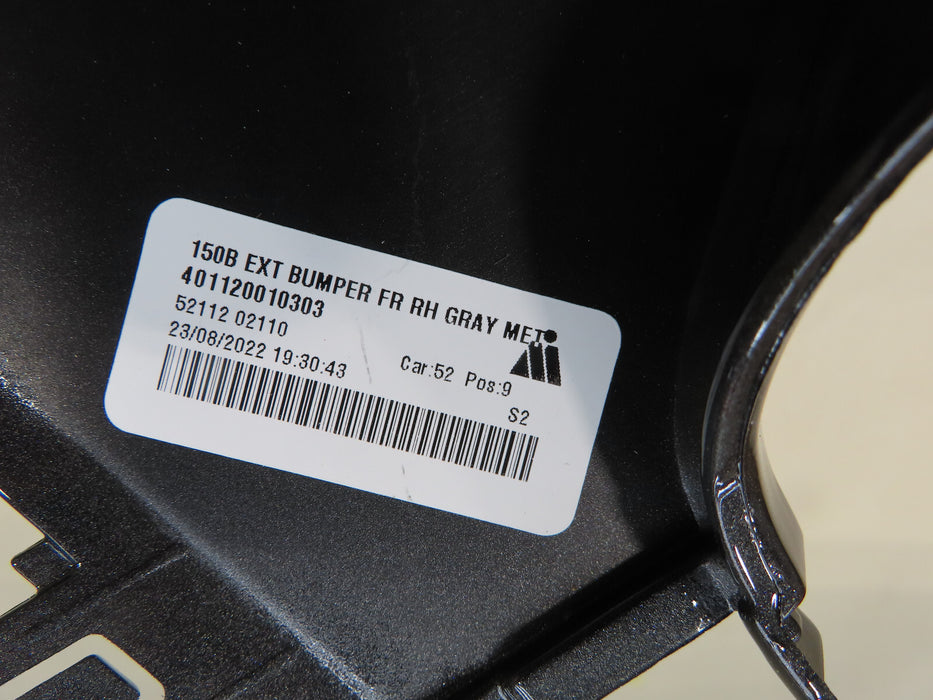 150B EXT BUMPER FR RH GRAY MET
401120010303
52112 02110
23/08/2022 19:30:43 Car:52 Pos:9
S2